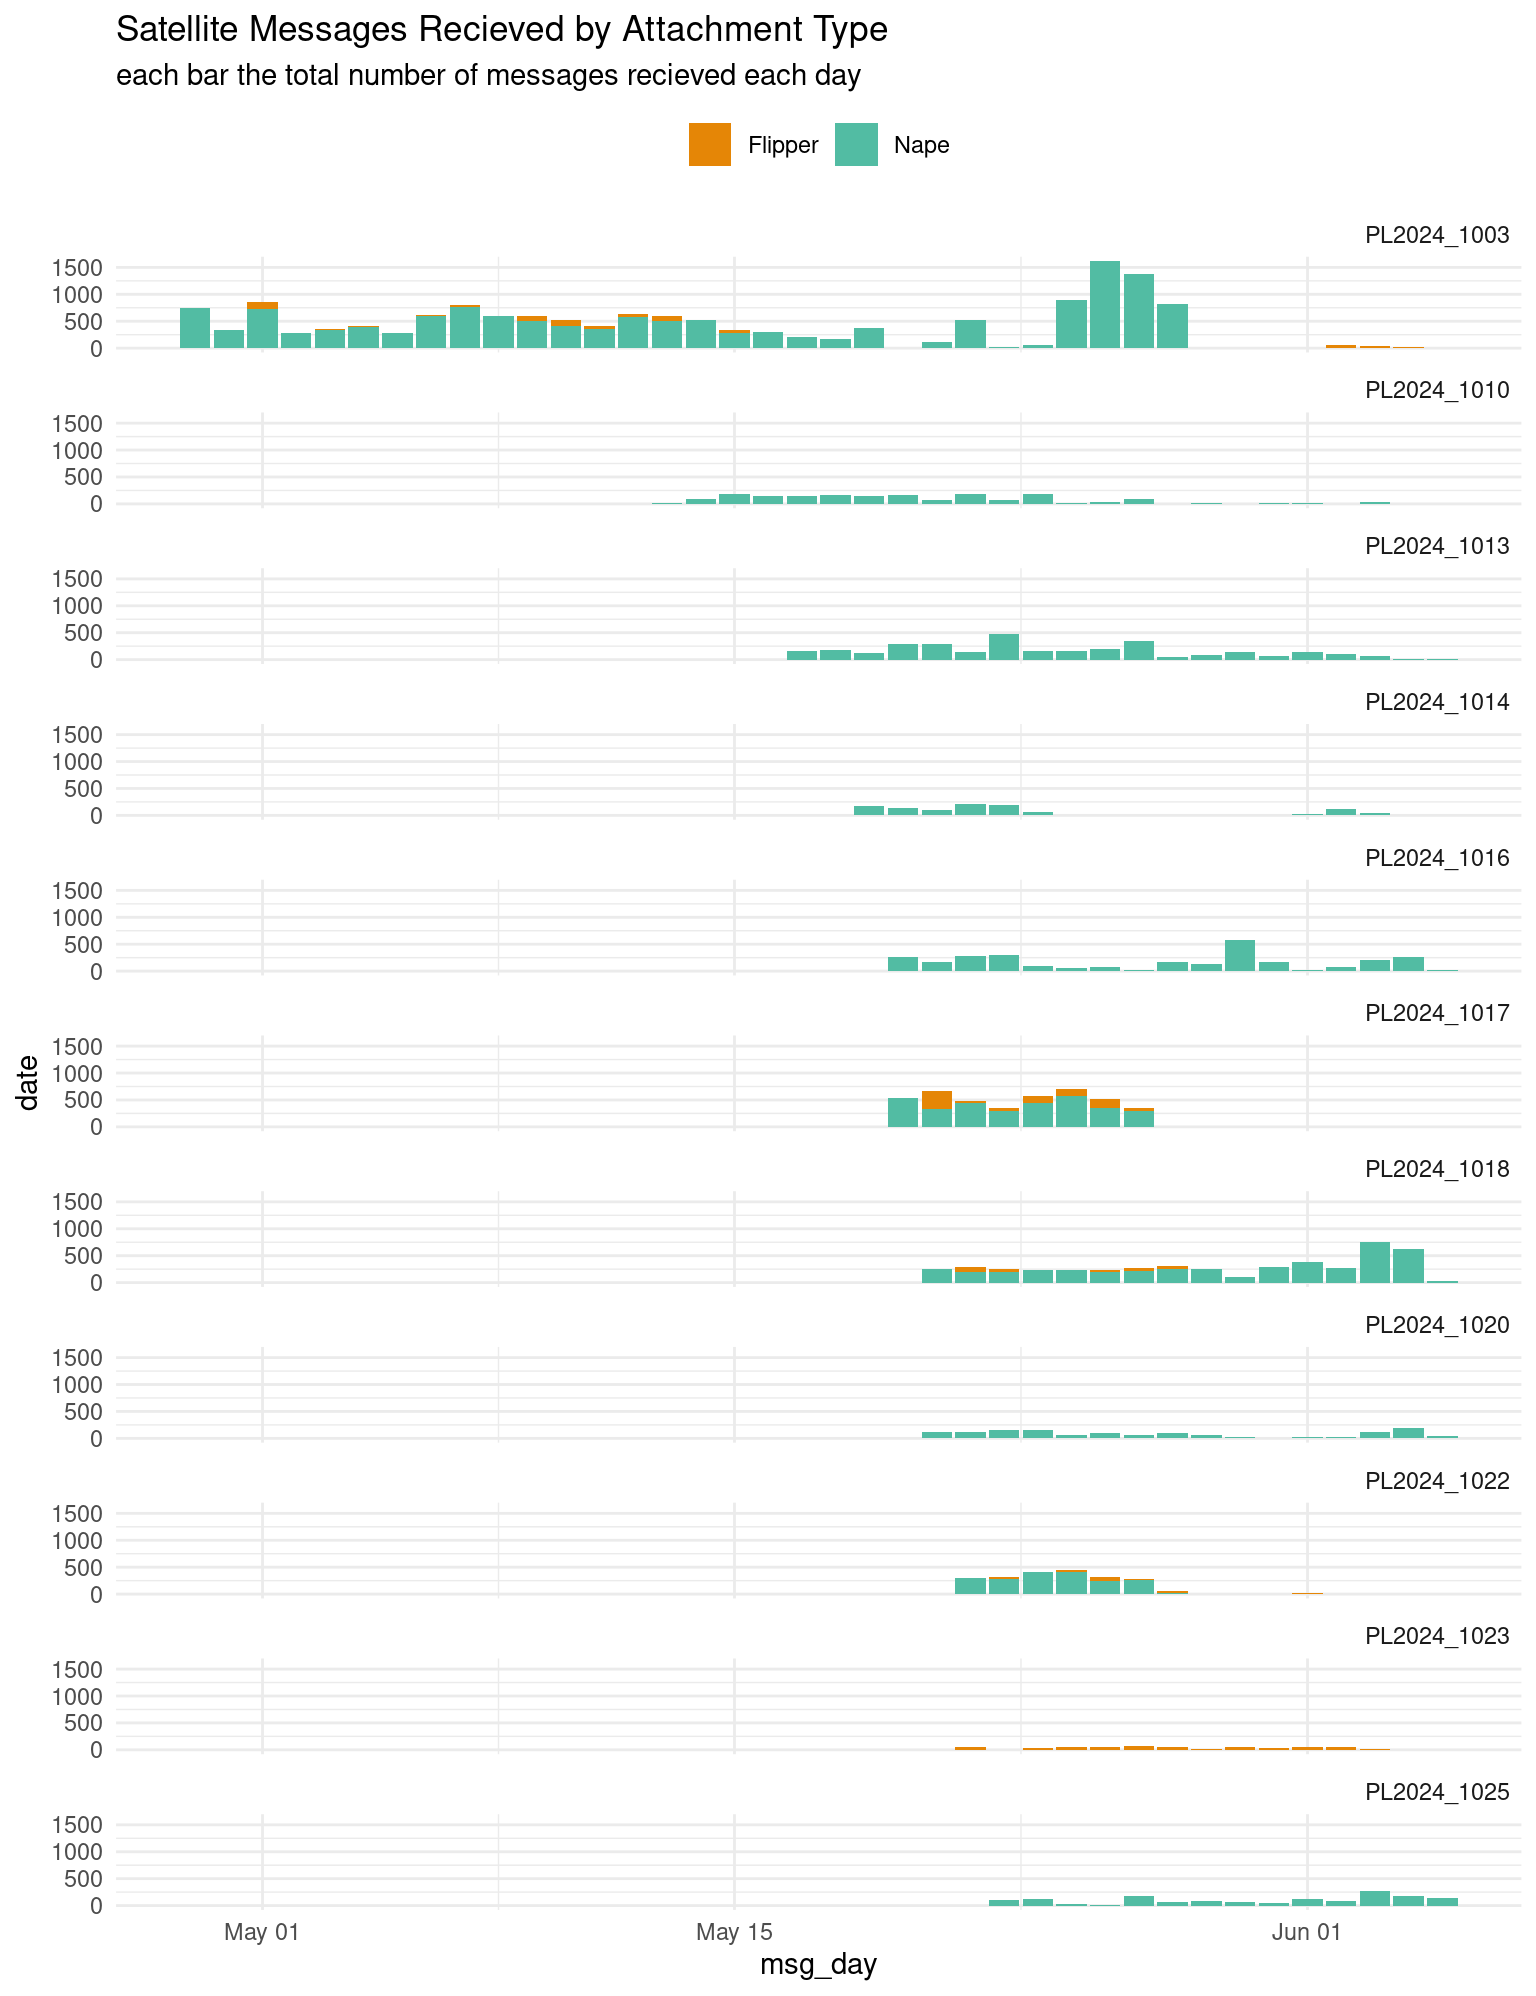 Satellite Messages Recieved by Attachment Type
each bar the total number of messages recieved each day
Flipper
Nape
PL2024_1003
1500
1000
500
0
PL2024_1010
1500
1000
500
0
PL2024_1013
1500
1000
500
0
PL2024_1014
1500
1000
500
0
PL2024_1016
1500
1000
500
0
PL2024_1017
1500
1000
500
0
date
PL2024_1018
1500
1000
500
0
PL2024_1020
1500
1000
500
0
PL2024_1022
1500
1000
500
0
PL2024_1023
1500
1000
500
0
PL2024_1025
1500
1000
500
0
May 01
May 15
Jun 01
msg_day